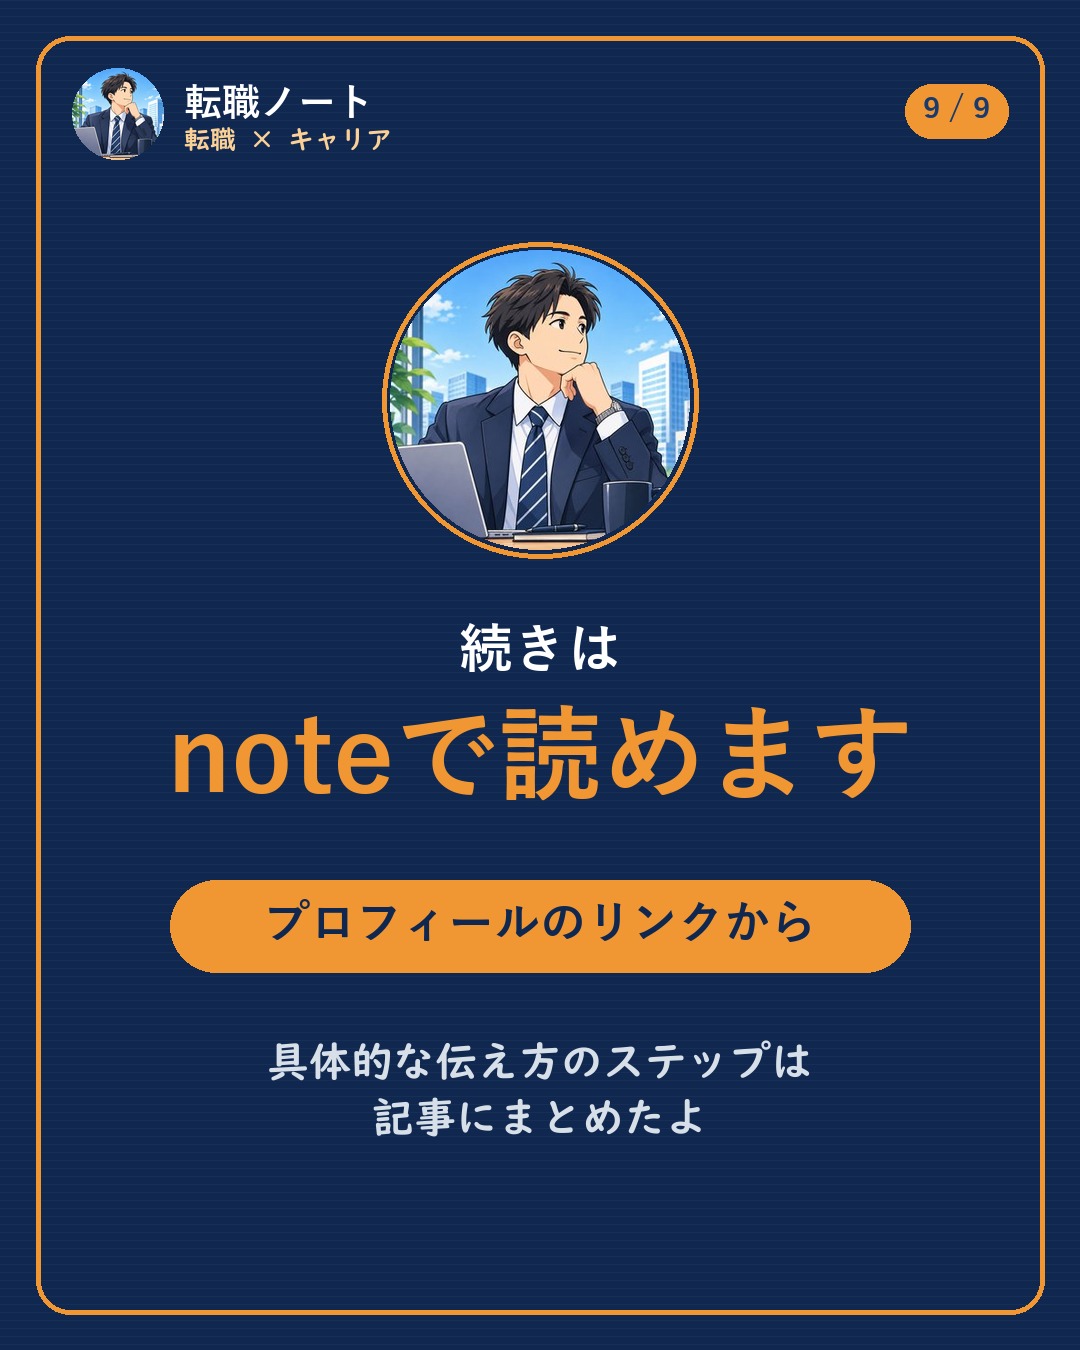 転職ノート
転職 × キャリア
9 / 9
続きは
noteで読めます
プロフィールのリンクから
具体的な伝え方のステップは
記事にまとめたよ